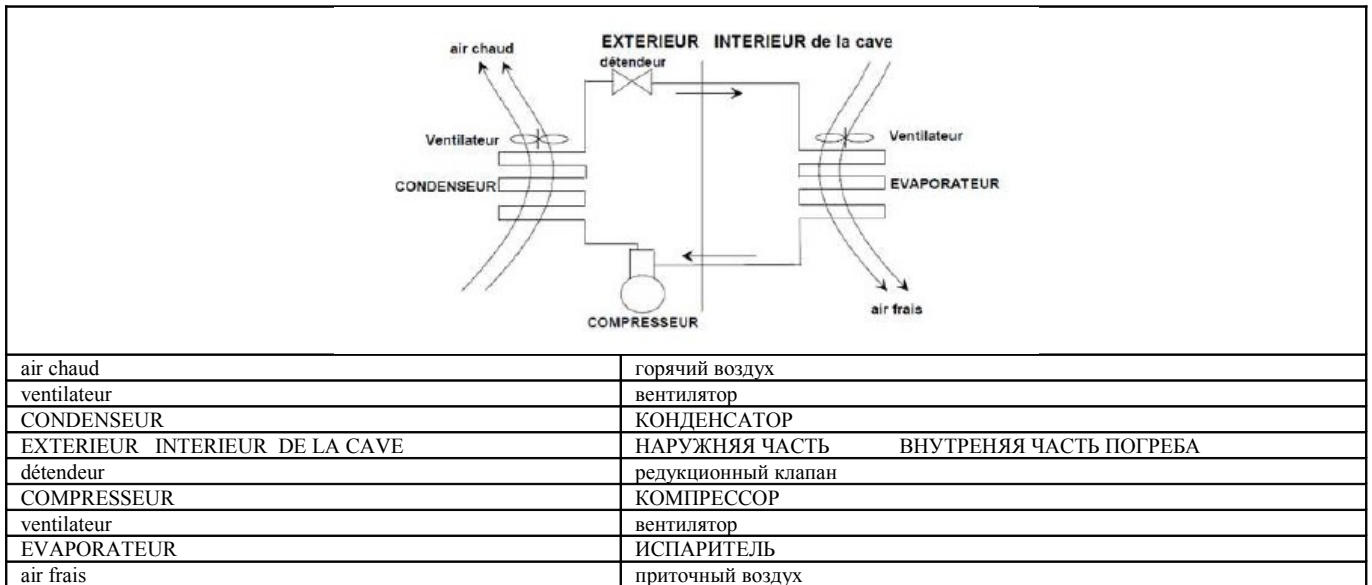 EXTERIEUR INTERIEUR de la cave
air chaud
détendeur
Ventilateur
Ventilateur
CONDENSEUR
EVAPORATEUR
air frais
COMPRESSEUR
air chaud горячий воздух
ventilateur вентилятор
CONDENSEUR КОНДЕНСАТОР
EXTERIEUR INTERIEUR DE LA CAVE НАРУЖНЯЯ ЧАСТЬ ВНУТРЕНЯЯ ЧАСТЬ ПОГРЕБА
détendeur редукционный клапан
COMPRESSEUR КОМПРЕССОР
ventilateur вентилятор
EVAPORATEUR ИСПАРИТЕЛЬ
air frais приточный воздух